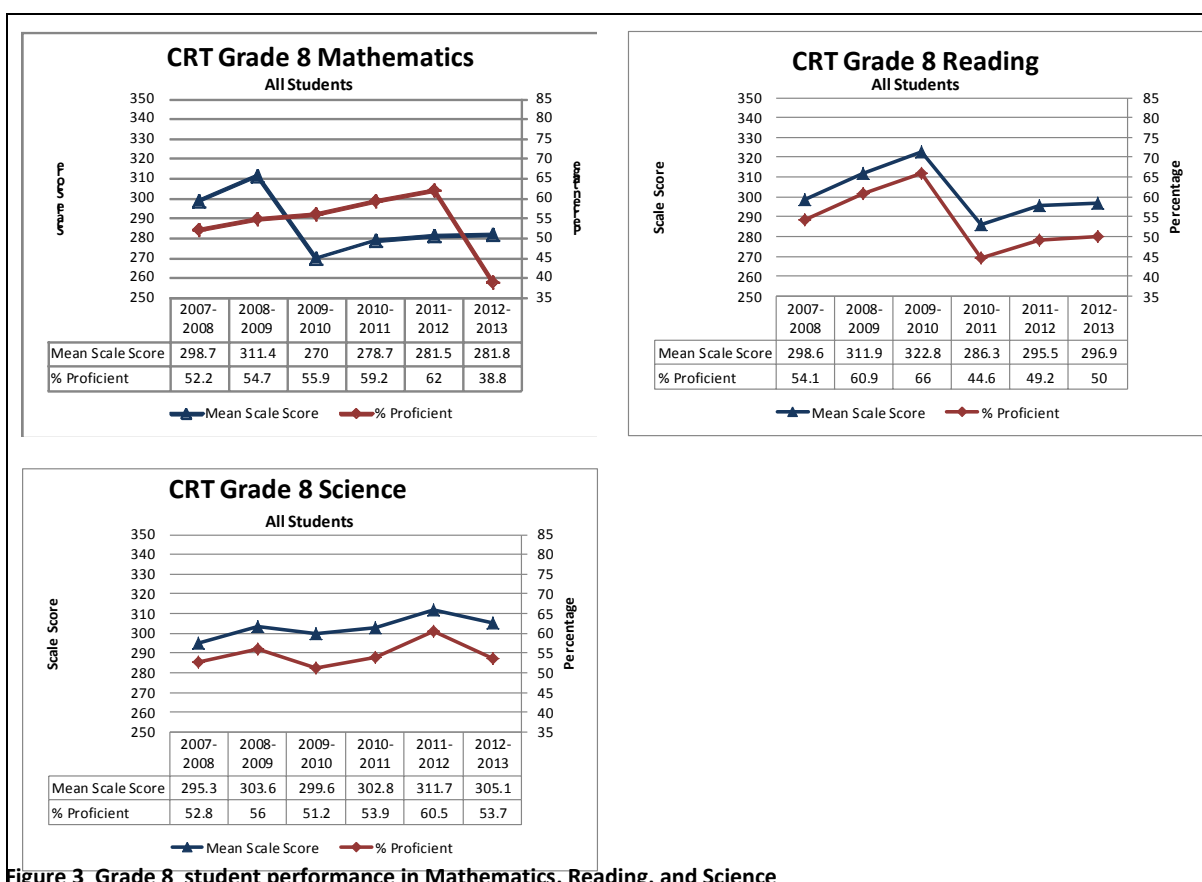 CRT Grade 8 Mathematics
All Students
350
340
330
320
310
300
290
280
270
260
250
85
80
75
70
65
60
55
50
45
40
35
2007-2008 2008-2009 2009-2010 2010-2011 2011-2012 2012-2013
Mean Scale Score 298.7 311.4 270 278.7 281.5 281.8
% Proficient 52.2 54.7 55.9 59.2 62 38.8
Mean Scale Score % Proficient
CRT Grade 8 Reading
All Students
Scale Score
350
340
330
320
310
300
290
280
270
260
250
85
80
75
70
65
60
55
50
45
40
35
Percentage
2007-2008 2008-2009 2009-2010 2010-2011 2011-2012 2012-2013
Mean Scale Score 298.6 311.9 322.8 286.3 295.5 296.9
% Proficient 54.1 60.9 66 44.6 49.2 50
Mean Scale Score % Proficient
CRT Grade 8 Science
All Students
Scale Score
350
340
330
320
310
300
290
280
270
260
250
85
80
75
70
65
60
55
50
45
40
35
Percentage
2007-2008 2008-2009 2009-2010 2010-2011 2011-2012 2012-2013
Mean Scale Score 295.3 303.6 299.6 302.8 311.7 305.1
% Proficient 52.8 56 51.2 53.9 60.5 53.7
Mean Scale Score % Proficient
Figure 3 Grade 8 student performance in Mathematics, Reading, and Science